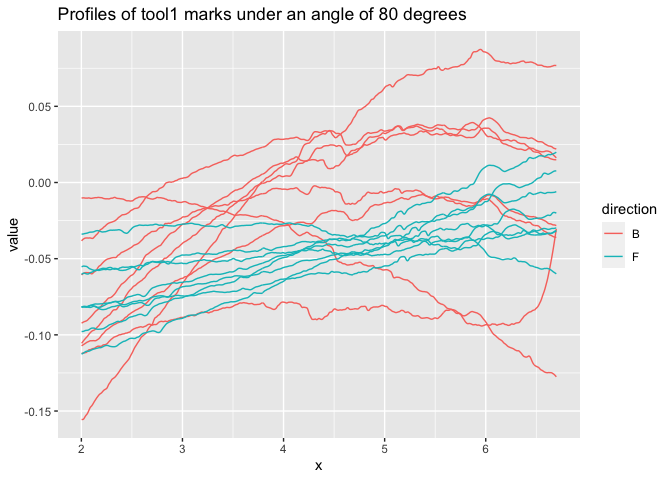 Profiles of tool1 marks under an angle of 80 degrees
value
0.05
0.00
-0.05
-0.10
-0.15
2
3
4
5
6
x
direction
B
F